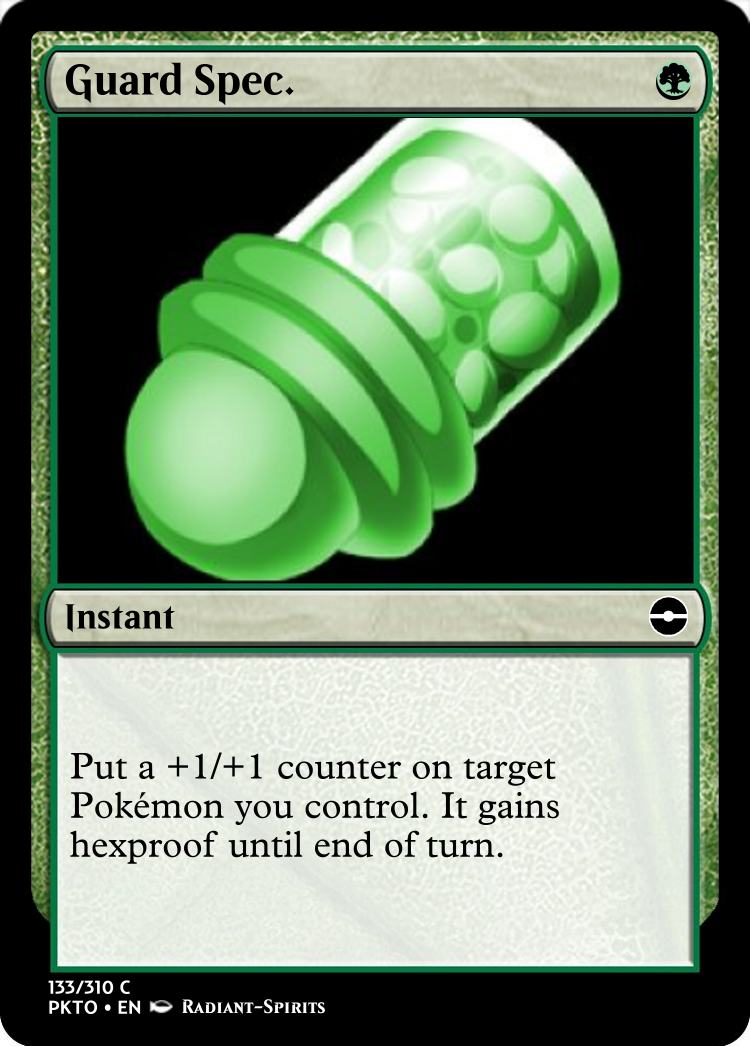 Guard Spec.
Instant
Put a +1/+1 counter on target
Pokémon you control. It gains
hexproof until end of turn.
133/310 C
PKTO • EN Radiant-Spirits